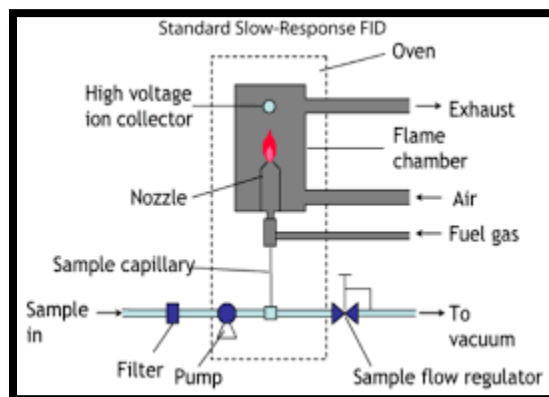 Standard Slow-Response FID
Oven
High voltage
ion collector
Exhaust
Flame
chamber
Nozzle
Air
Fuel gas
Sample capillary
Sample
in
To
vacuum
Filter
Pump
Sample flow regulator